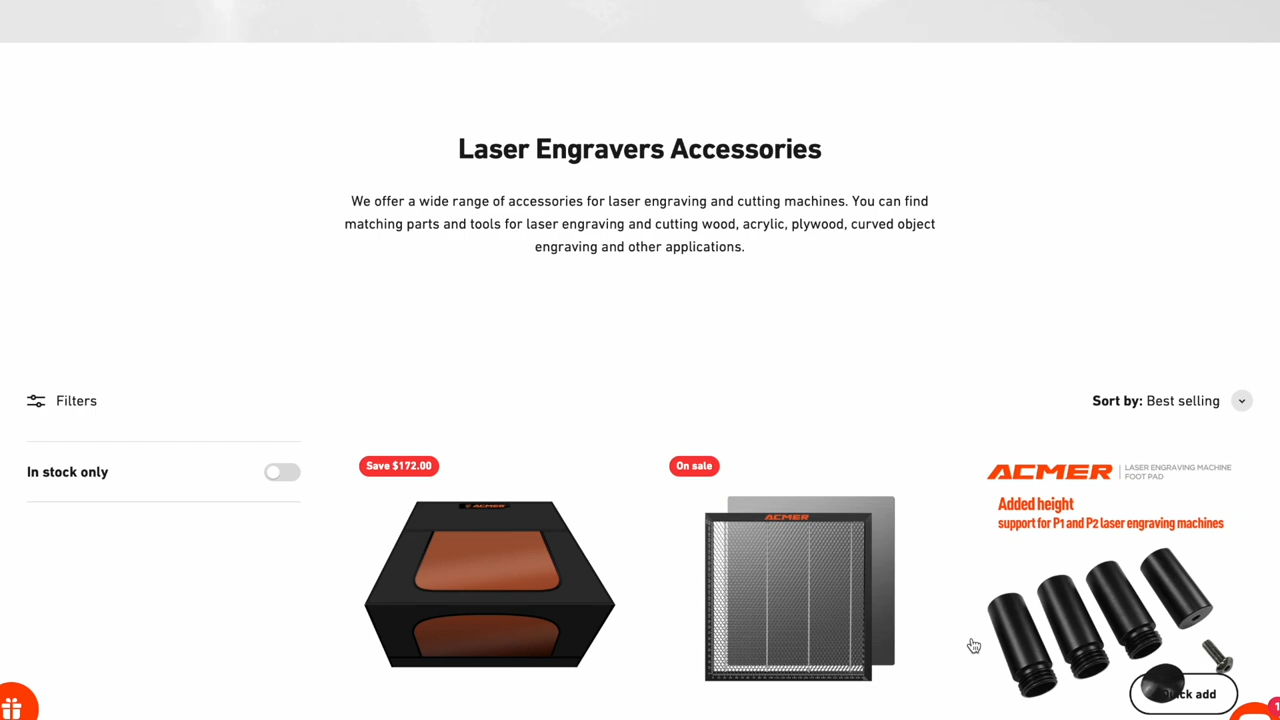 Laser Engravers Accessories
We offer a wide range of accessories for laser engraving and cutting machines. You can find
matching parts and tools for laser engraving and cutting wood, acrylic, plywood, curved object
engraving and other applications.
Filters
Sort by: Best selling
In stock only
Save $172.00
ACMER
On sale
ACMER
ACMER
LASER ENGRAVING MACHINE
FOOT PAD
Added height
support for P1 and P2 laser engraving machines
Quick add
1